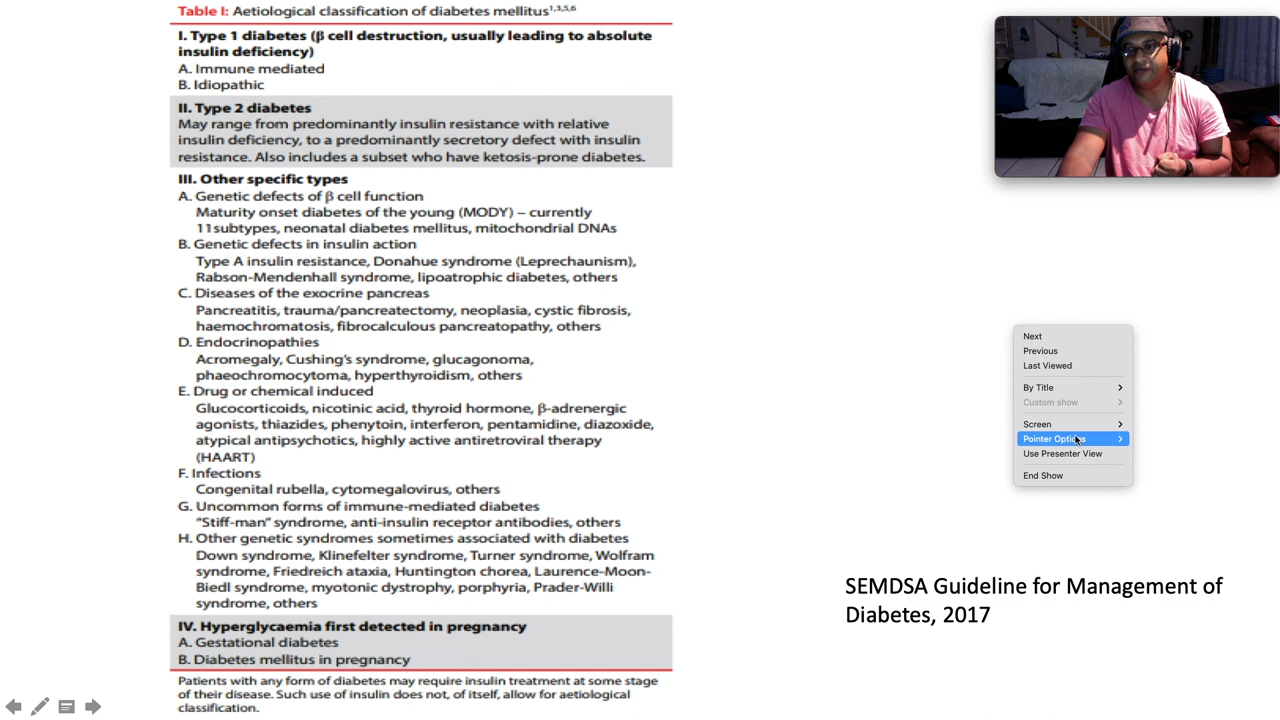 Table I: Aetiological classification of diabetes mellitus1,3,5,6
I. Type 1 diabetes (β cell destruction, usually leading to absolute
insulin deficiency)
A. Immune mediated
B. Idiopathic
II. Type 2 diabetes
May range from predominantly insulin resistance with relative
insulin deficiency, to a predominantly secretory defect with insulin
resistance. Also includes a subset who have ketosis-prone diabetes.
III. Other specific types
A. Genetic defects of β cell function
Maturity onset diabetes of the young (MODY) – currently
11subtypes, neonatal diabetes mellitus, mitochondrial DNAs
B. Genetic defects in insulin action
Type A insulin resistance, Donahue syndrome (Leprechaunism),
Rabson-Mendenhall syndrome, lipoatrophic diabetes, others
C. Diseases of the exocrine pancreas
Pancreatitis, trauma/pancreatectomy, neoplasia, cystic fibrosis,
haemochromatosis, fibrocalculous pancreatopathy, others
D. Endocrinopathies
Acromegaly, Cushing's syndrome, glucagonoma,
phaeochromocytoma, hyperthyroidism, others
E. Drug or chemical induced
Glucocorticoids, nicotinic acid, thyroid hormone, β-adrenergic
agonists, thiazides, phenytoin, interferon, pentamidine, diazoxide,
atypical antipsychotics, highly active antiretroviral therapy
(HAART)
F. Infections
Congenital rubella, cytomegalovirus, others
G. Uncommon forms of immune-mediated diabetes
“Stiff-man” syndrome, anti-insulin receptor antibodies, others
H. Other genetic syndromes sometimes associated with diabetes
Down syndrome, Klinefelter syndrome, Turner syndrome, Wolfram
syndrome, Friedreich ataxia, Huntington chorea, Laurence-Moon-
Biedl syndrome, myotonic dystrophy, porphyria, Prader-Willi
syndrome, others
IV. Hyperglycaemia first detected in pregnancy
A. Gestational diabetes
B. Diabetes mellitus in pregnancy
Patients with any form of diabetes may require insulin treatment at some stage
of their disease. Such use of insulin does not, of itself, allow for aetiological
classification.
Next
Previous
Last Viewed
By Title
Custom show
Screen
Pointer Options
Use Presenter View
End Show
SEMDSA Guideline for Management of
Diabetes, 2017